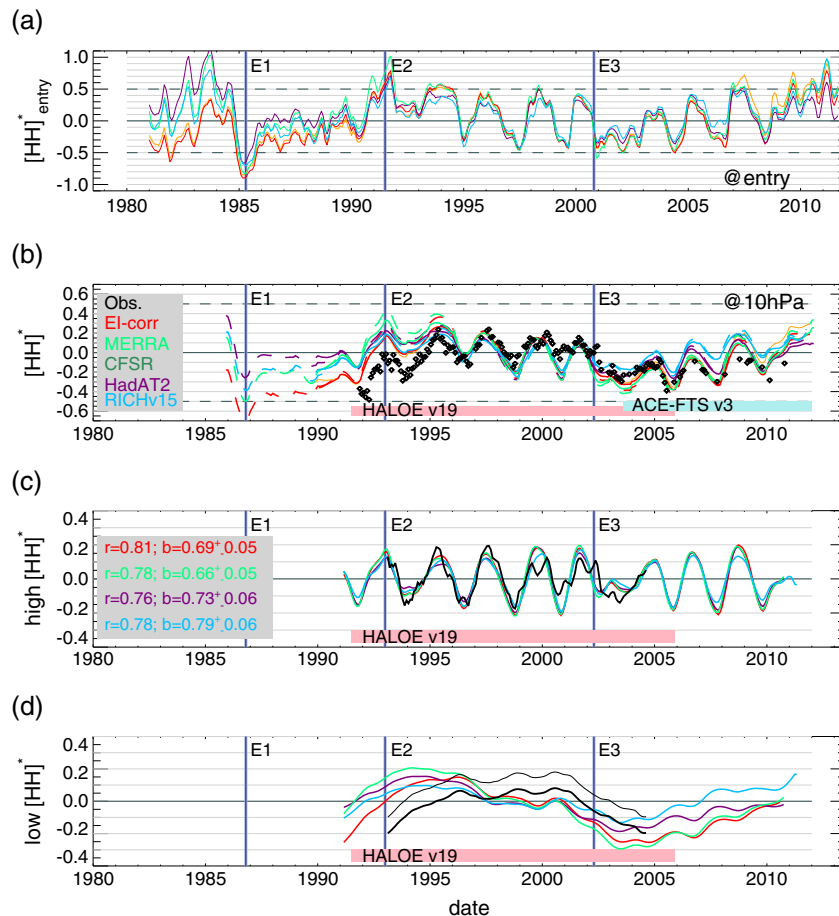 (a)
[HH]*entry
1.0
0.5
0.0
-0.5
-1.0
E1
E2
E3
@entry
1980 1985 1990 1995 2000 2005 2010
(b)
[HH]*
0.6
0.4
0.2
0.0
-0.2
-0.4
-0.6
Obs.
EI-corr
MERRA
CFSR
HadAT2
RICHv15
E1
E2
E3
@10hPa
HALOE v19
ACE-FTS v3
1980 1985 1990 1995 2000 2005 2010
(c)
high [HH]*
0.4
0.2
0.0
-0.2
-0.4
E1
E2
E3
r=0.81; b=0.69+-0.05
r=0.78; b=0.66+-0.05
r=0.76; b=0.73+-0.06
r=0.78; b=0.79+-0.06
HALOE v19
1980 1985 1990 1995 2000 2005 2010
(d)
low [HH]*
0.4
0.2
0.0
-0.2
-0.4
E1
E2
E3
HALOE v19
1980 1985 1990 1995 2000 2005 2010
date